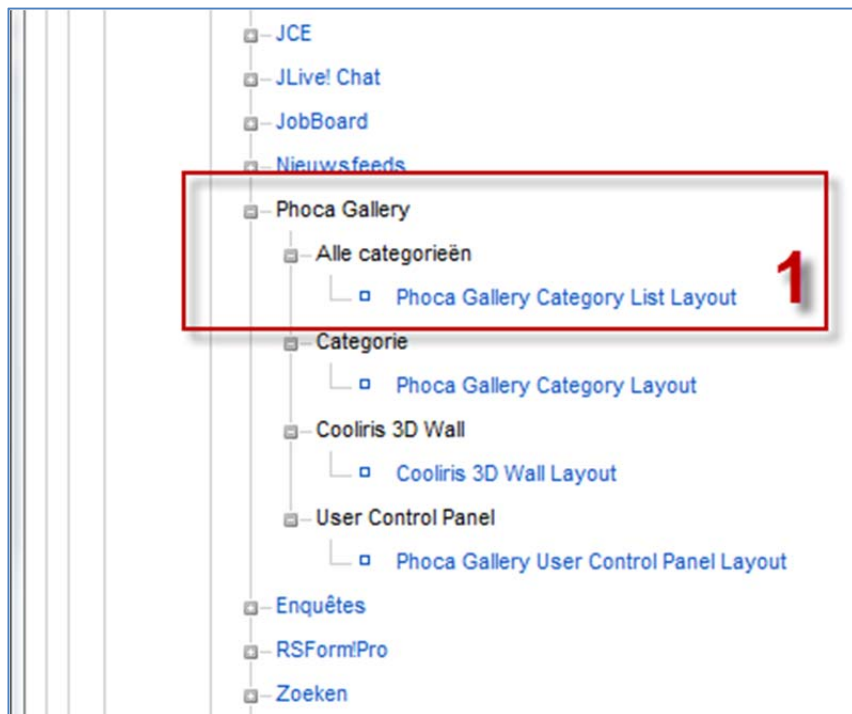 JCE
JLive! Chat
JobBoard
Nieuwsfeeds
Phoca Gallery
Alle categorieën
1
Phoca Gallery Category List Layout
Categorie
Phoca Gallery Category Layout
Cooliris 3D Wall
Cooliris 3D Wall Layout
User Control Panel
Phoca Gallery User Control Panel Layout
Enquêtes
RSForm!Pro
Zoeken